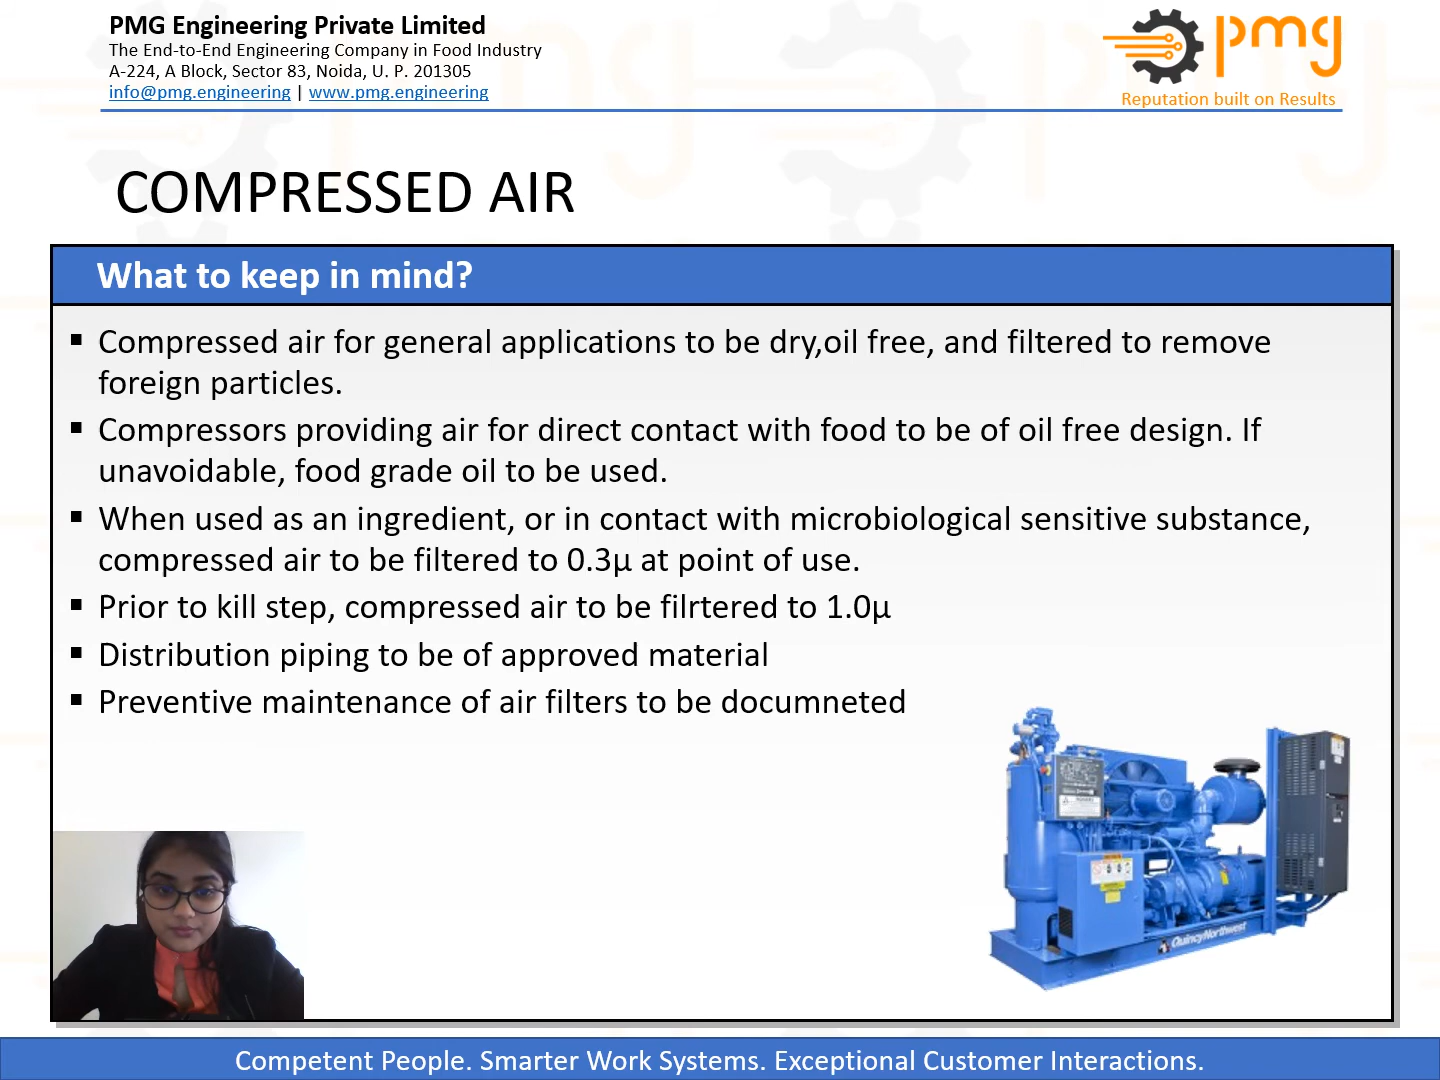 PMG Engineering Private Limited
The End-to-End Engineering Company in Food Industry
A-224, A Block, Sector 83, Noida, U. P. 201305
info@pmg.engineering | www.pmg.engineering
pmg
Reputation built on Results
COMPRESSED AIR
What to keep in mind?
▪ Compressed air for general applications to be dry,oil free, and filtered to remove
foreign particles.
▪ Compressors providing air for direct contact with food to be of oil free design. If
unavoidable, food grade oil to be used.
▪ When used as an ingredient, or in contact with microbiological sensitive substance,
compressed air to be filtered to 0.3µ at point of use.
▪ Prior to kill step, compressed air to be filrtered to 1.0µ
▪ Distribution piping to be of approved material
▪ Preventive maintenance of air filters to be documneted
QuincyNorthwest
Competent People. Smarter Work Systems. Exceptional Customer Interactions.